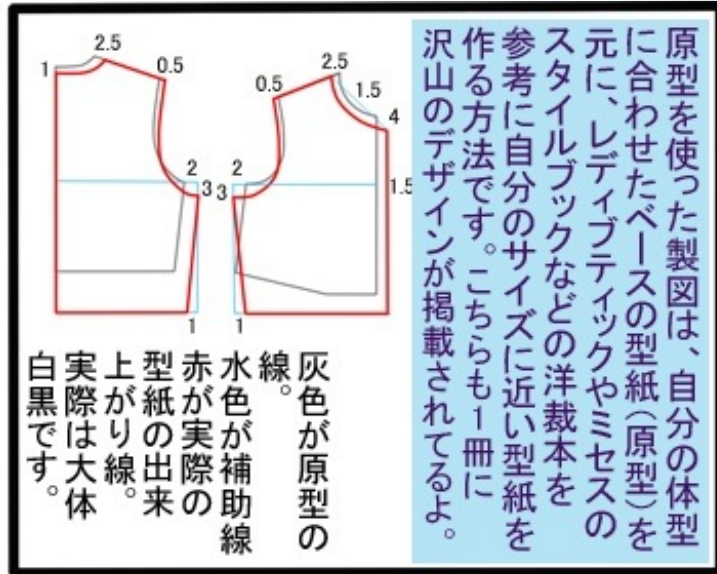 原型を使った製図は、自分の体型
に合わせたベースの型紙（原型）を
元に、レディブティックやミセスの
スタイルブックなどの洋裁本を
参考に自分のサイズに近い型紙を
作る方法です。こちらも1冊に
沢山のデザインが掲載されてるよ。
2.5
1
0.5
2
3
1
2.5
0.5
1.5
4
2
3
1.5
1
灰色が原型の
線。
水色が補助線
赤が実際の
型紙の出来
上がり線。
実際は大体
白黒です。